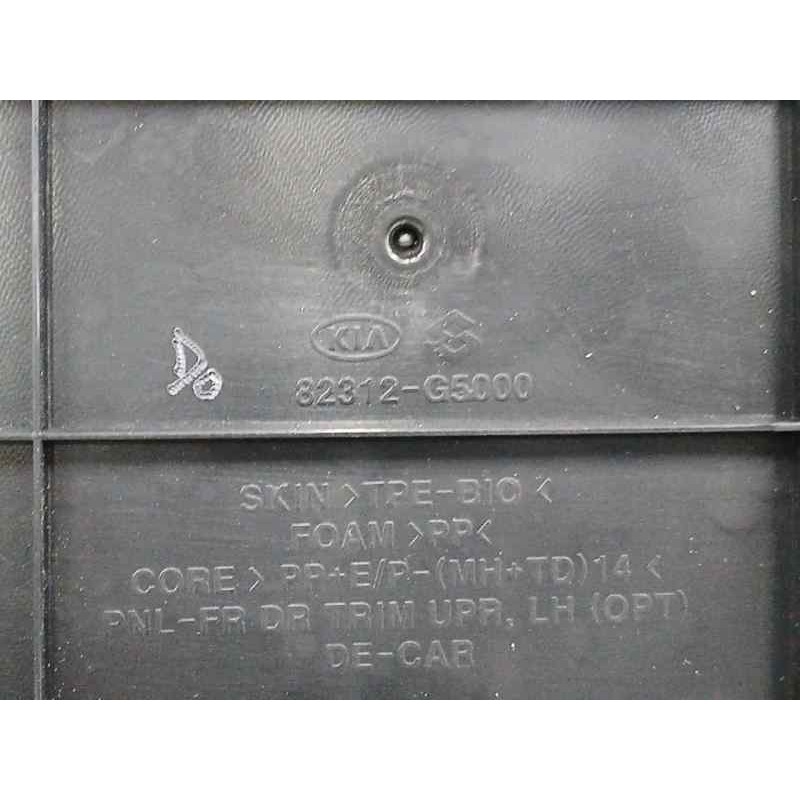 KIA
82312-G5000
SKIN >TPE-BIO<
FOAM >PP<
CORE> PP+E/P-(MH+TD)14 <
PNL-FR DR TRIM UPR, LH (OPT)
DE-CAR